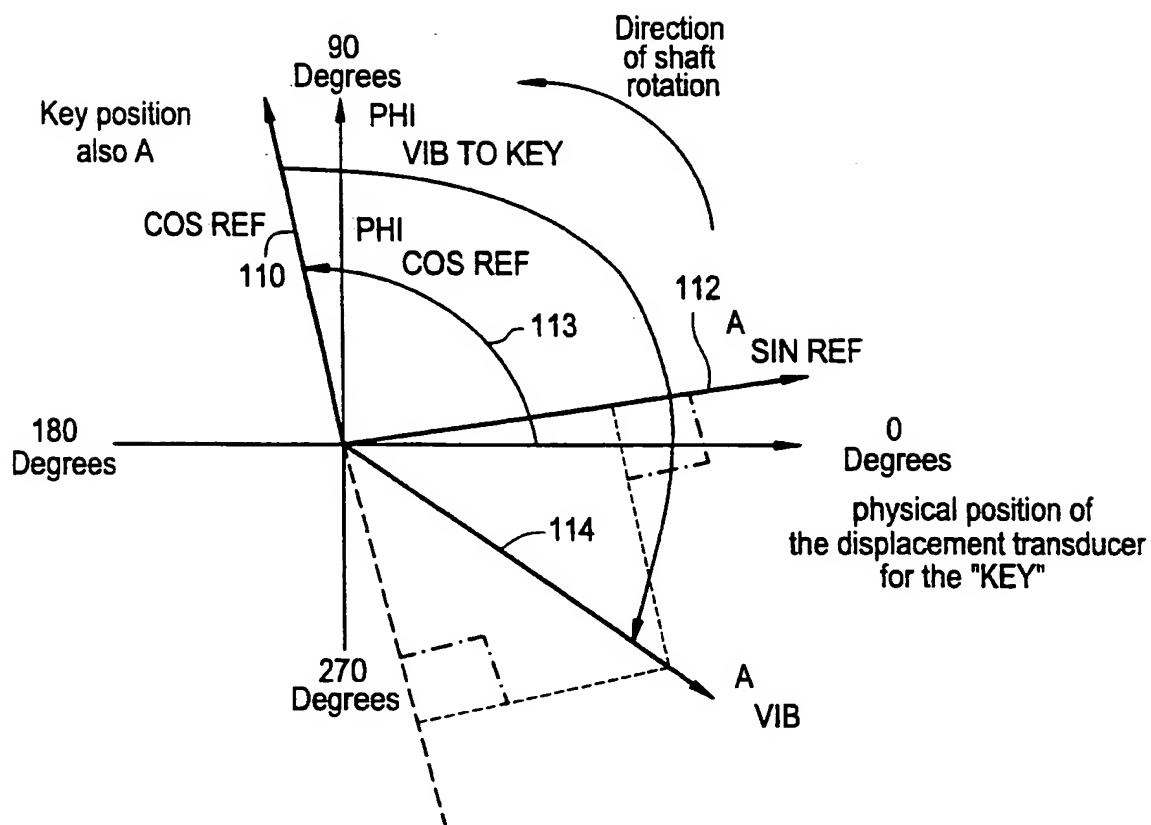 Direction
of shaft
rotation
90
Degrees
Key position
also A
PHI
VIB TO KEY
COS REF
110
PHI
COS REF
113
112
A
SIN REF
180
Degrees
0
Degrees
physical position of
the displacement transducer
for the "KEY"
114
270
Degrees
A
VIB